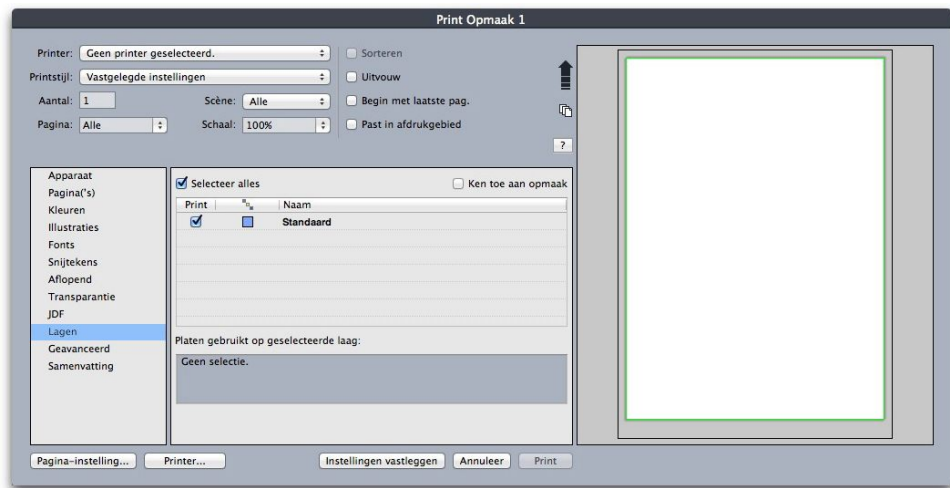 Print Opmaak 1
Printer: Geen printer geselecteerd.
Printstijl: Vastgelegde instellingen
Aantal: 1 Scène: Alle
Pagina: Alle Schaal: 100%
Sorteren
Uitvouw
Begin met laatste pag.
Past in afdrukgebied
?
Apparaat
Pagina('s)
Kleuren
Illustraties
Fonts
Snijtekens
Aflopend
Transparantie
JDF
Lagen
Geavanceerd
Samenvatting
Selecteer alles Ken toe aan opmaak
Print Naam
Standaard
Platen gebruikt op geselecteerde laag:
Geen selectie.
Pagina-instelling... Printer... Instellingen vastleggen Annuleer Print